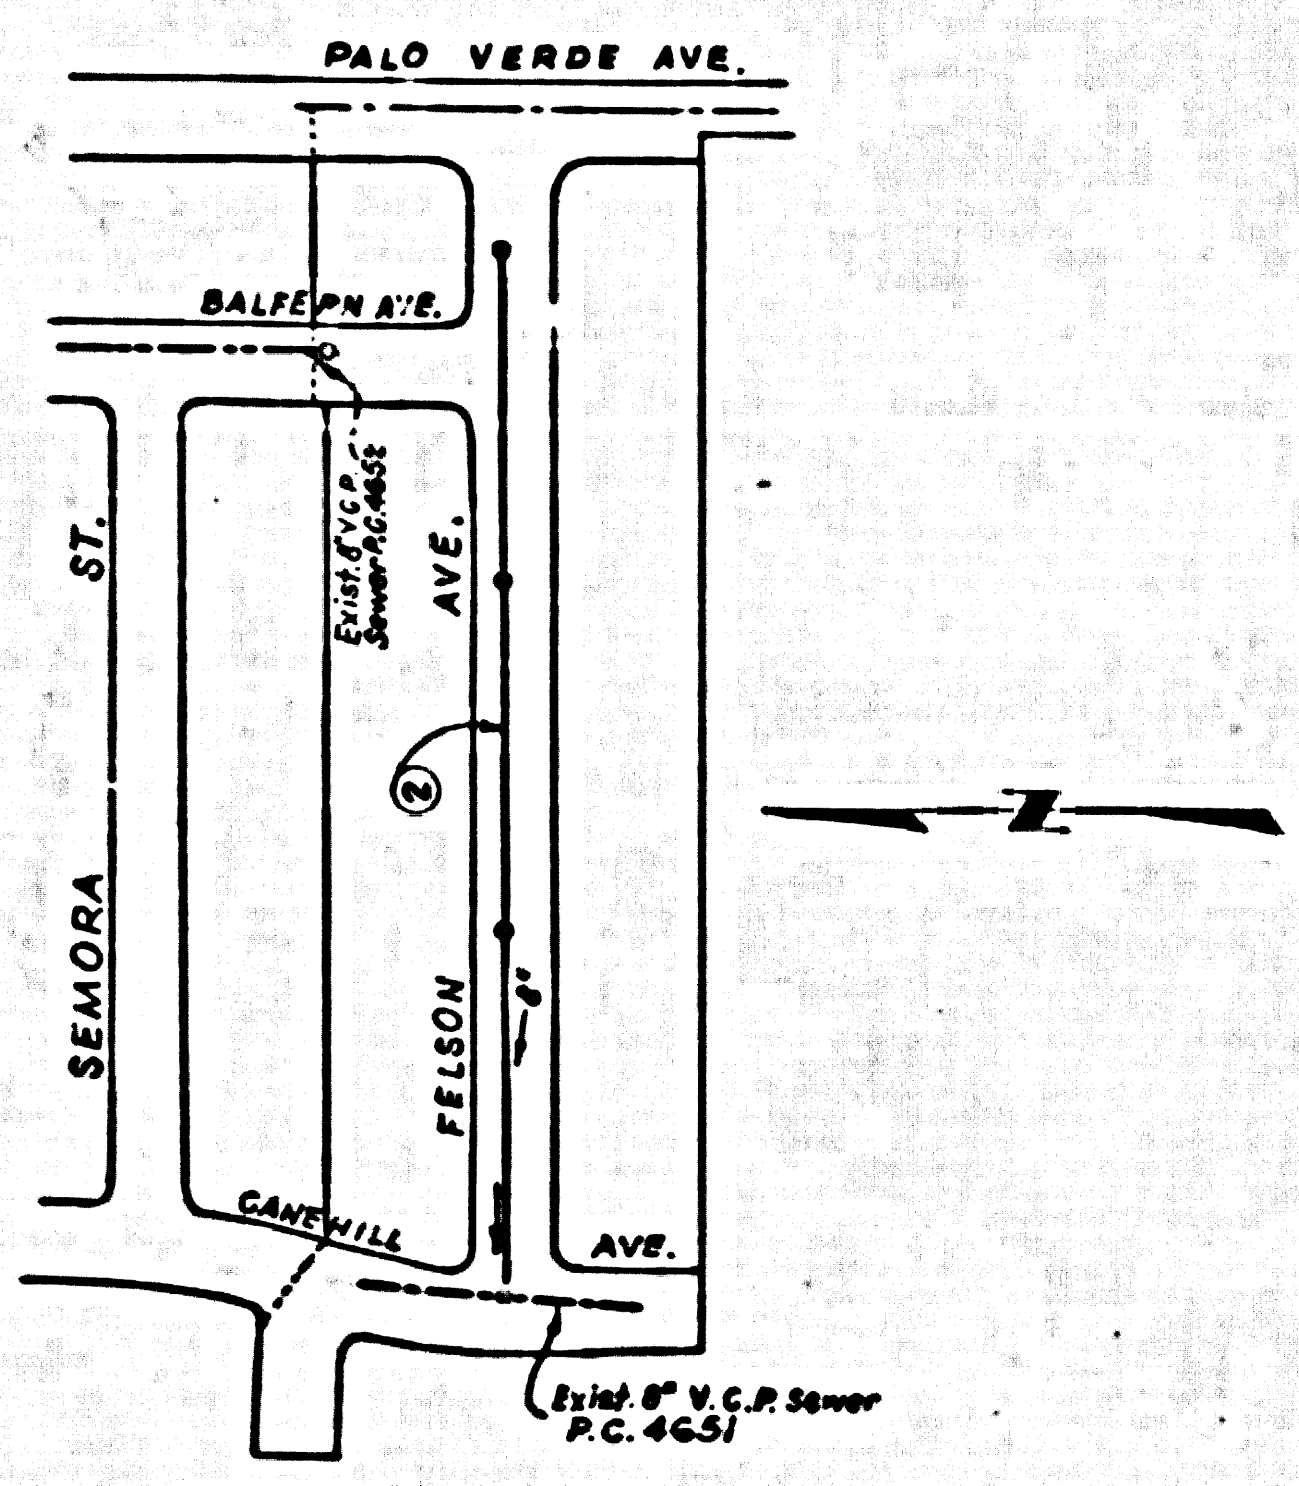 PALO VERDE AVE.
BALFERN AVE.
Exist. 8" V.C.P.
Sewer P.C. 4652
SEMORA ST.
FELSON AVE.
2
8"
N
CANEHILL AVE.
Exist. 8" V.C.P. Sewer
P.C. 4651